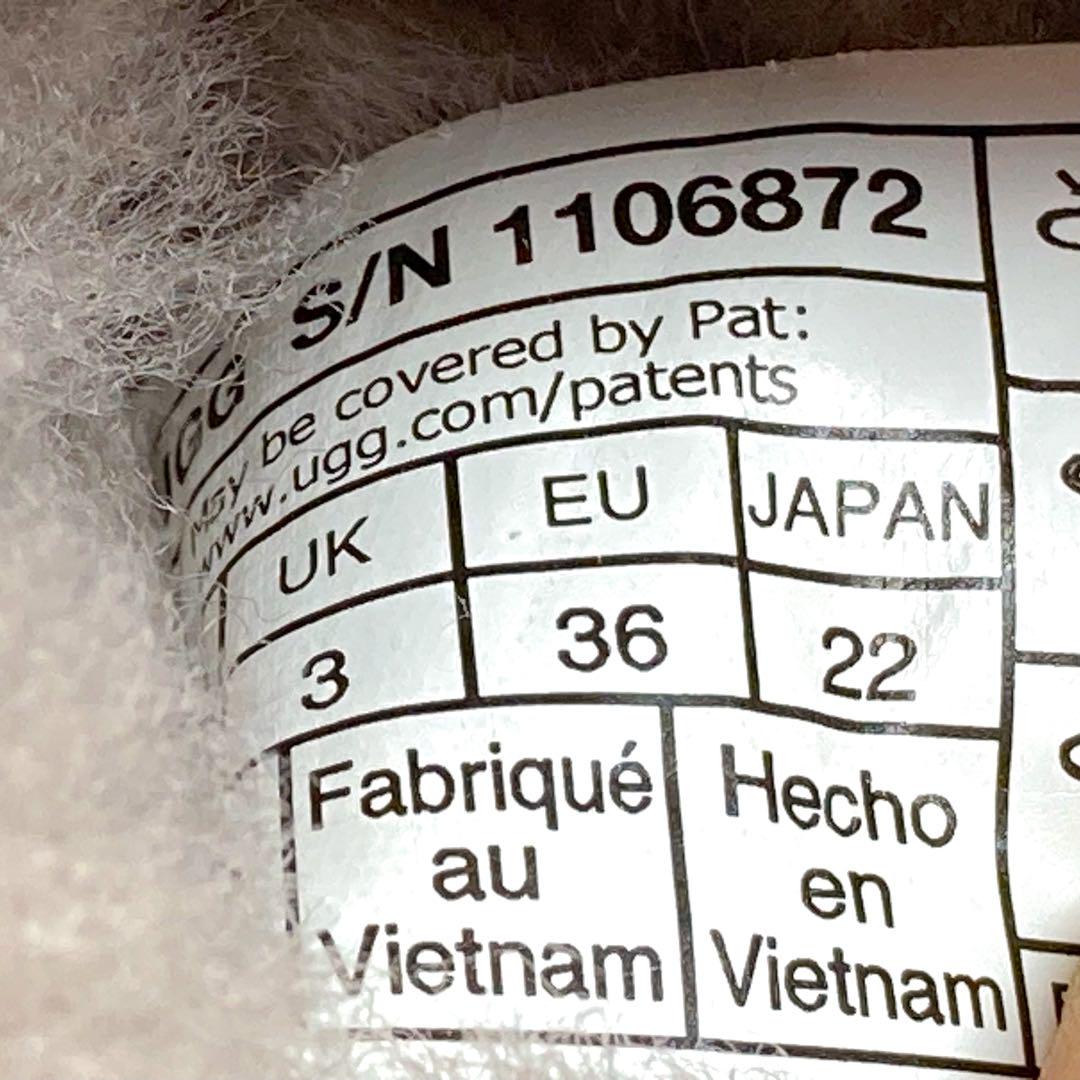 UGG
S/N 1106872
May be covered by Pat:
www.ugg.com/patents
UK EU JAPAN
3 36 22
Fabriqué
au
Vietnam
Hecho
en
Vietnam